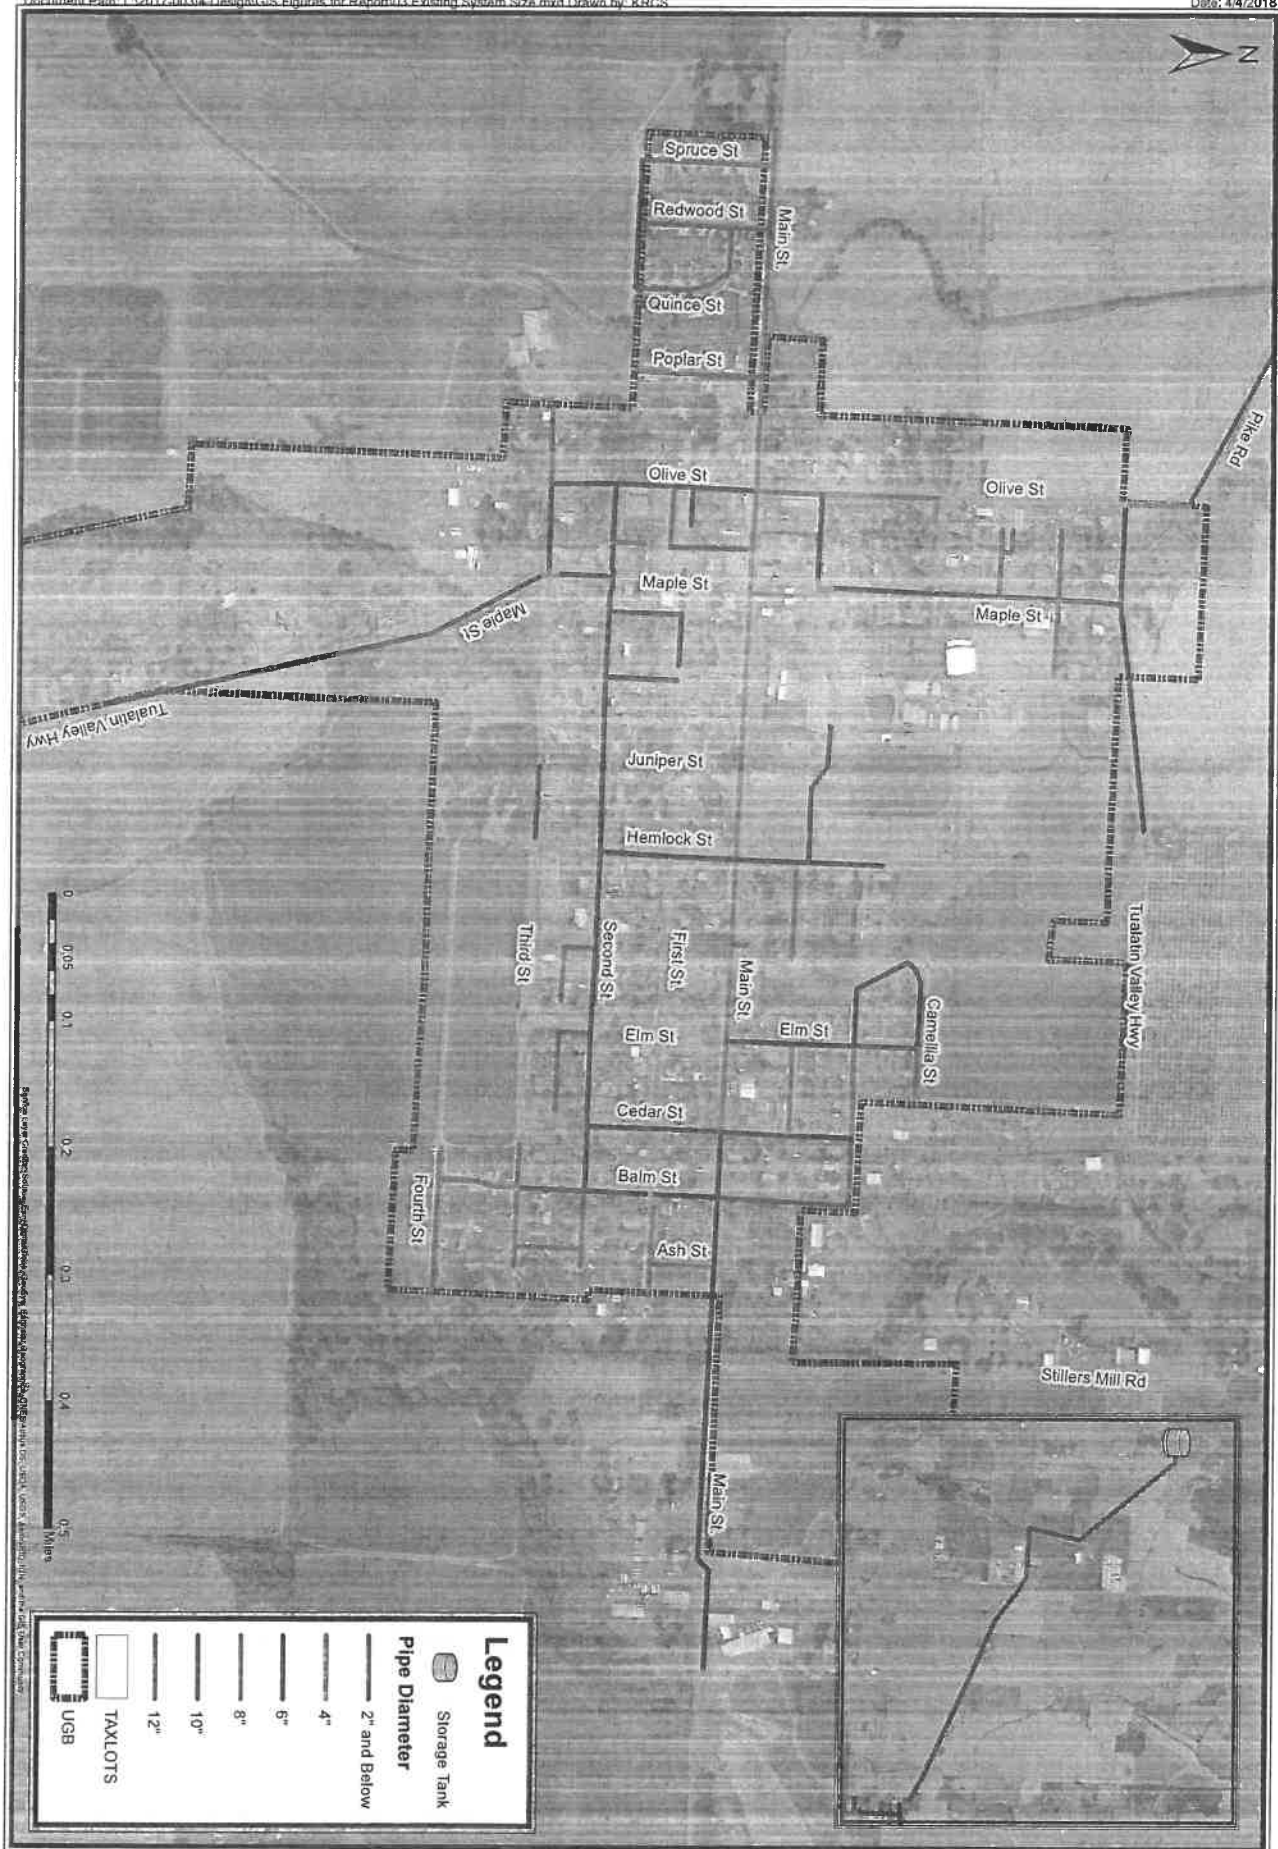 Date: 4/4/2018
N
Spruce St
Redwood St
Main St.
Quince St
Poplar St
Pike Rd
Olive St
Olive St
Maple St
Maple St
Maple St
Tualatin Valley Hwy
Juniper St
Hemlock St
Third St
Second St.
First St.
Main St.
Tualatin Valley Hwy
Elm St
Elm St
Camellia St
Cedar St
Balm St
Fourth St
Ash St
Stillers Mill Rd
Main St.
0
0.05
0.1
0.2
0.3
0.4
0.5
Miles
Legend
Storage Tank
Pipe Diameter
2" and Below
4"
6"
8"
10"
12"
TAXLOTS
UGB